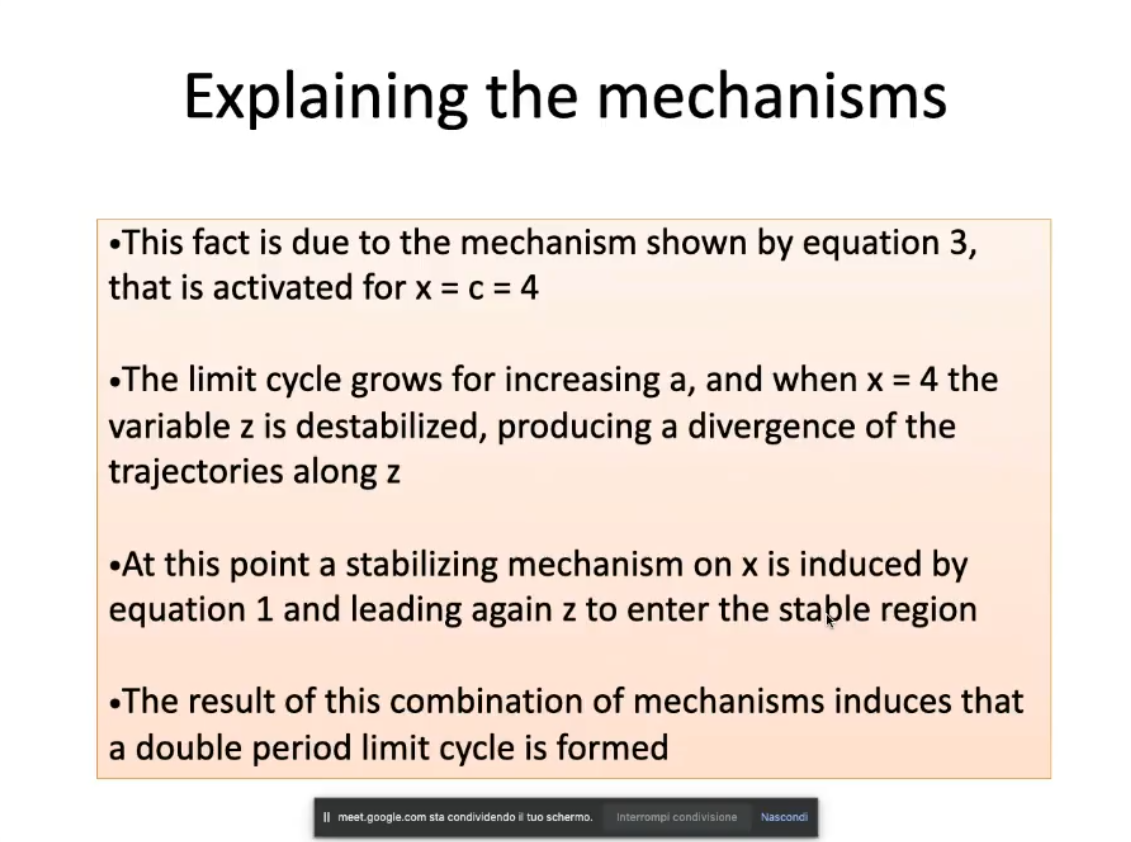 Explaining the mechanisms
•This fact is due to the mechanism shown by equation 3,
that is activated for x = c = 4
•The limit cycle grows for increasing a, and when x = 4 the
variable z is destabilized, producing a divergence of the
trajectories along z
•At this point a stabilizing mechanism on x is induced by
equation 1 and leading again z to enter the stable region
•The result of this combination of mechanisms induces that
a double period limit cycle is formed
meet.google.com sta condividendo il tuo schermo. Interrompi condivisione Nascondi